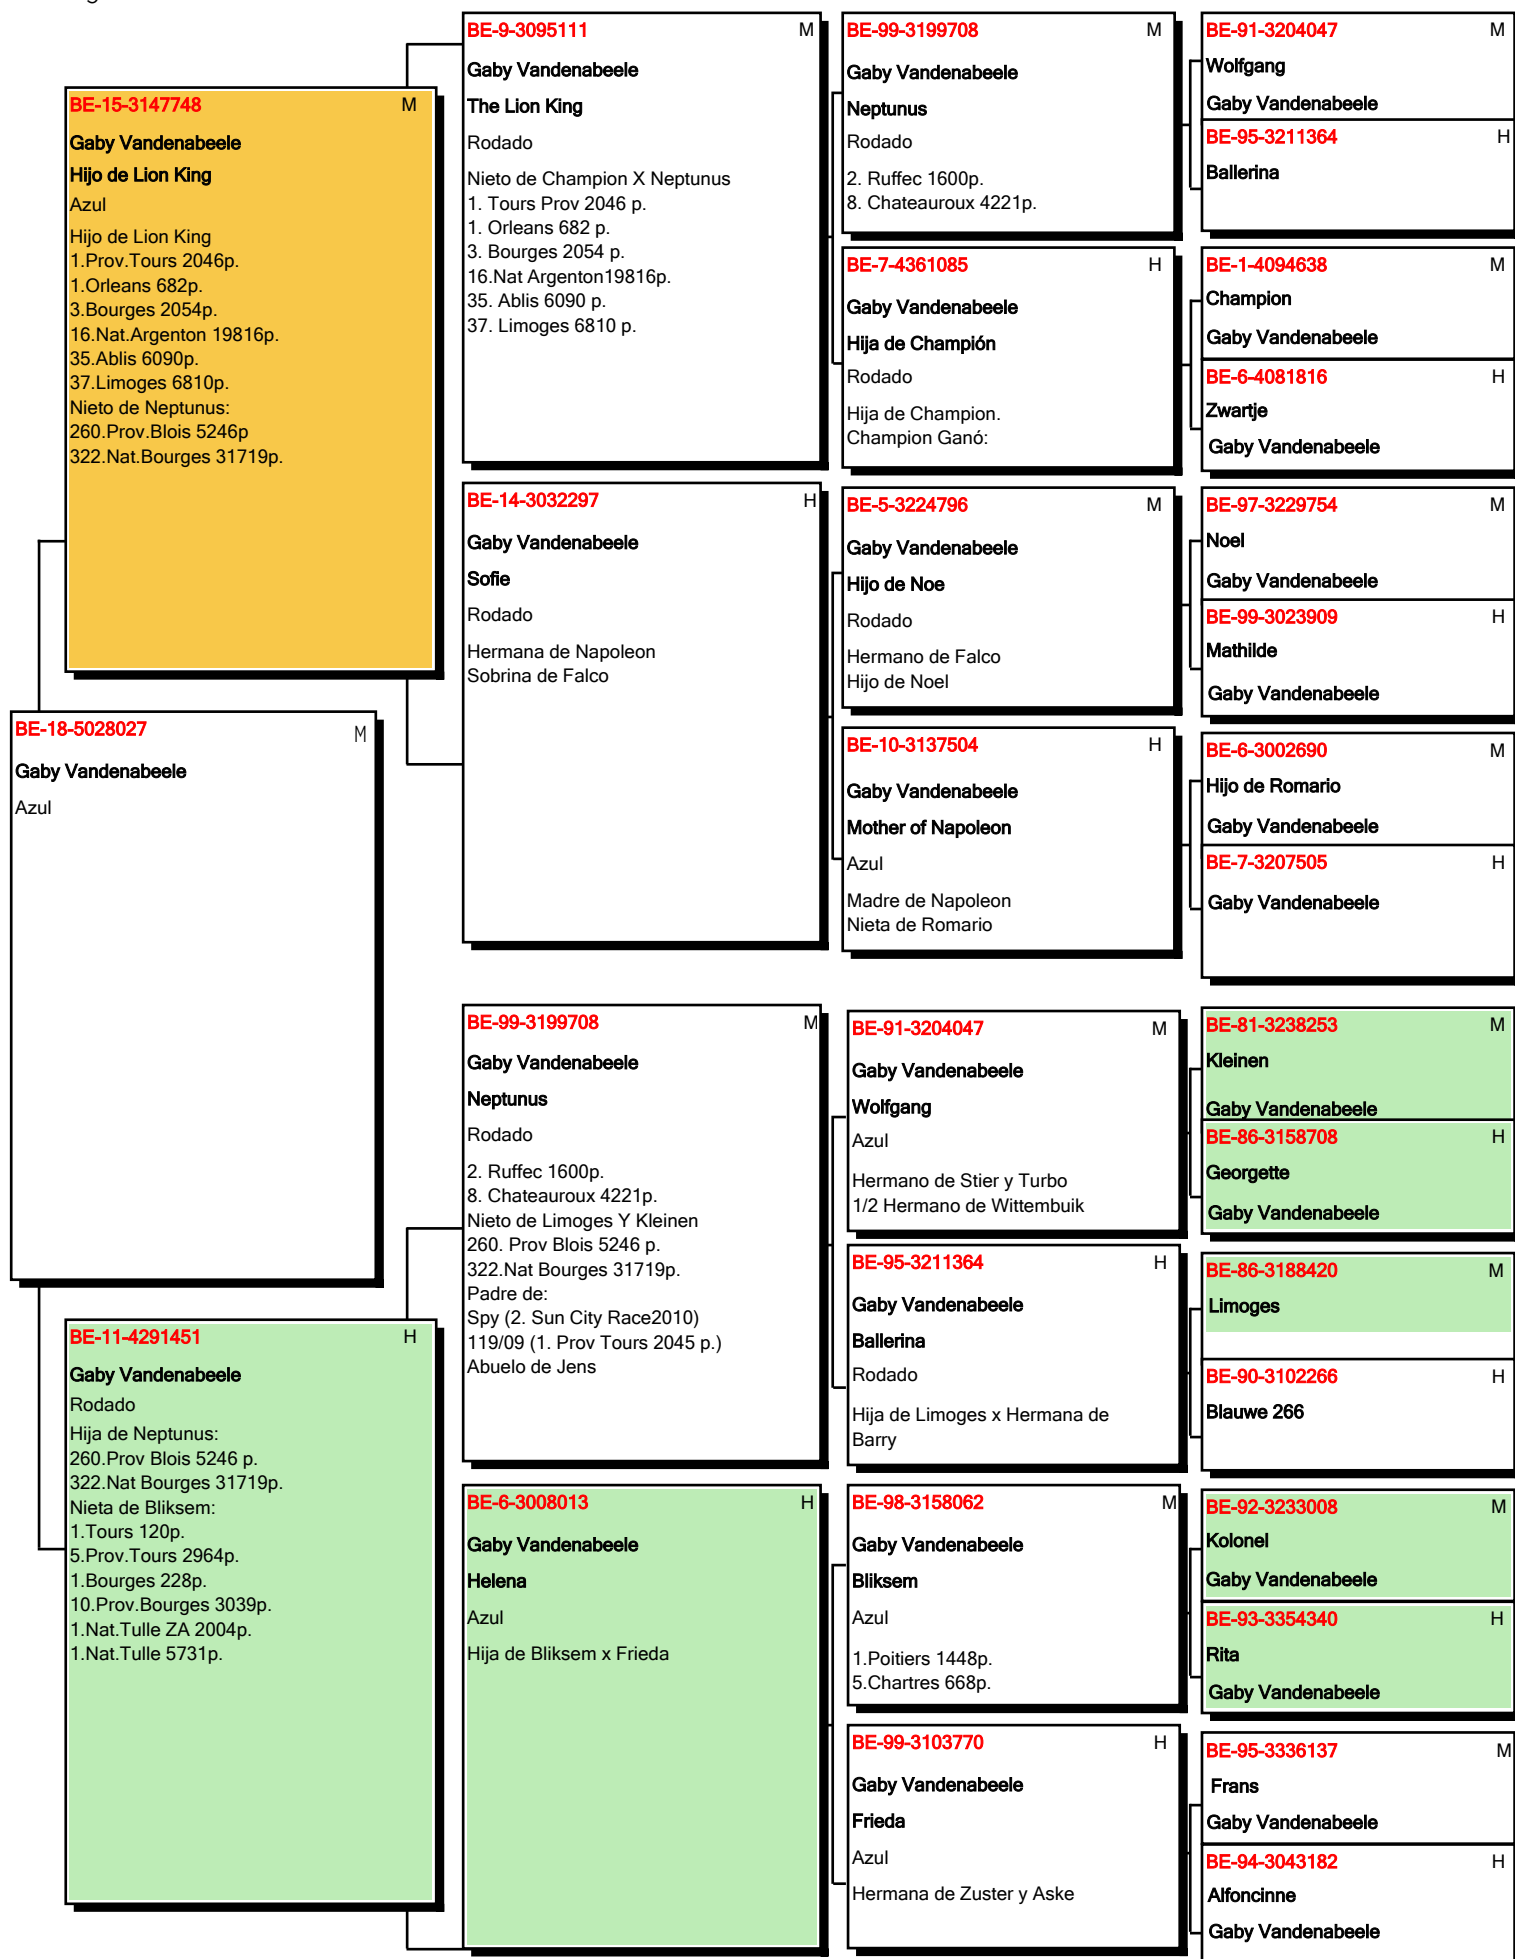 BE-18-5028027 M
Gaby Vandenabeele
Azul
BE-15-3147748 M
Gaby Vandenabeele
Hijo de Lion King
Azul
Hijo de Lion King
1.Prov.Tours 2046p.
1.Orleans 682p.
3.Bourges 2054p.
16.Nat.Argenton 19816p.
35.Ablis 6090p.
37.Limoges 6810p.
Nieto de Neptunus:
260.Prov.Blois 5246p
322.Nat.Bourges 31719p.
BE-11-4291451 H
Gaby Vandenabeele
Rodado
Hija de Neptunus:
260.Prov Blois 5246 p.
322.Nat Bourges 31719p.
Nieta de Bliksem:
1.Tours 120p.
5.Prov.Tours 2964p.
1.Bourges 228p.
10.Prov.Bourges 3039p.
1.Nat.Tulle ZA 2004p.
1.Nat.Tulle 5731p.
BE-9-3095111 M
Gaby Vandenabeele
The Lion King
Rodado
Nieto de Champion X Neptunus
1. Tours Prov 2046 p.
1. Orleans 682 p.
3. Bourges 2054 p.
16.Nat Argenton19816p.
35. Ablis 6090 p.
37. Limoges 6810 p.
BE-14-3032297 H
Gaby Vandenabeele
Sofie
Rodado
Hermana de Napoleon
Sobrina de Falco
BE-99-3199708 M
Gaby Vandenabeele
Neptunus
Rodado
2. Ruffec 1600p.
8. Chateauroux 4221p.
Nieto de Limoges Y Kleinen
260. Prov Blois 5246 p.
322.Nat Bourges 31719p.
Padre de:
Spy (2. Sun City Race2010)
119/09 (1. Prov Tours 2045 p.)
Abuelo de Jens
BE-6-3008013 H
Gaby Vandenabeele
Helena
Azul
Hija de Bliksem x Frieda
BE-99-3199708 M
Gaby Vandenabeele
Neptunus
Rodado
2. Ruffec 1600p.
8. Chateauroux 4221p.
BE-7-4361085 H
Gaby Vandenabeele
Hija de Champión
Rodado
Hija de Champion.
Champion Ganó:
BE-5-3224796 M
Gaby Vandenabeele
Hijo de Noe
Rodado
Hermano de Falco
Hijo de Noel
BE-10-3137504 H
Gaby Vandenabeele
Mother of Napoleon
Azul
Madre de Napoleon
Nieta de Romario
BE-91-3204047 M
Gaby Vandenabeele
Wolfgang
Azul
Hermano de Stier y Turbo
1/2 Hermano de Wittembuik
BE-95-3211364 H
Gaby Vandenabeele
Ballerina
Rodado
Hija de Limoges x Hermana de
Barry
BE-98-3158062 M
Gaby Vandenabeele
Bliksem
Azul
1.Poitiers 1448p.
5.Chartres 668p.
BE-99-3103770 H
Gaby Vandenabeele
Frieda
Azul
Hermana de Zuster y Aske
BE-91-3204047 M
Wolfgang
Gaby Vandenabeele
BE-95-3211364 H
Ballerina
BE-1-4094638 M
Champion
Gaby Vandenabeele
BE-6-4081816 H
Zwartje
Gaby Vandenabeele
BE-97-3229754 M
Noel
Gaby Vandenabeele
BE-99-3023909 H
Mathilde
Gaby Vandenabeele
BE-6-3002690 M
Hijo de Romario
Gaby Vandenabeele
BE-7-3207505 H
Gaby Vandenabeele
BE-81-3238253 M
Kleinen
Gaby Vandenabeele
BE-86-3158708 H
Georgette
Gaby Vandenabeele
BE-86-3188420 M
Limoges
BE-90-3102266 H
Blauwe 266
BE-92-3233008 M
Kolonel
Gaby Vandenabeele
BE-93-3354340 H
Rita
Gaby Vandenabeele
BE-95-3336137 M
Frans
Gaby Vandenabeele
BE-94-3043182 H
Alfoncinne
Gaby Vandenabeele